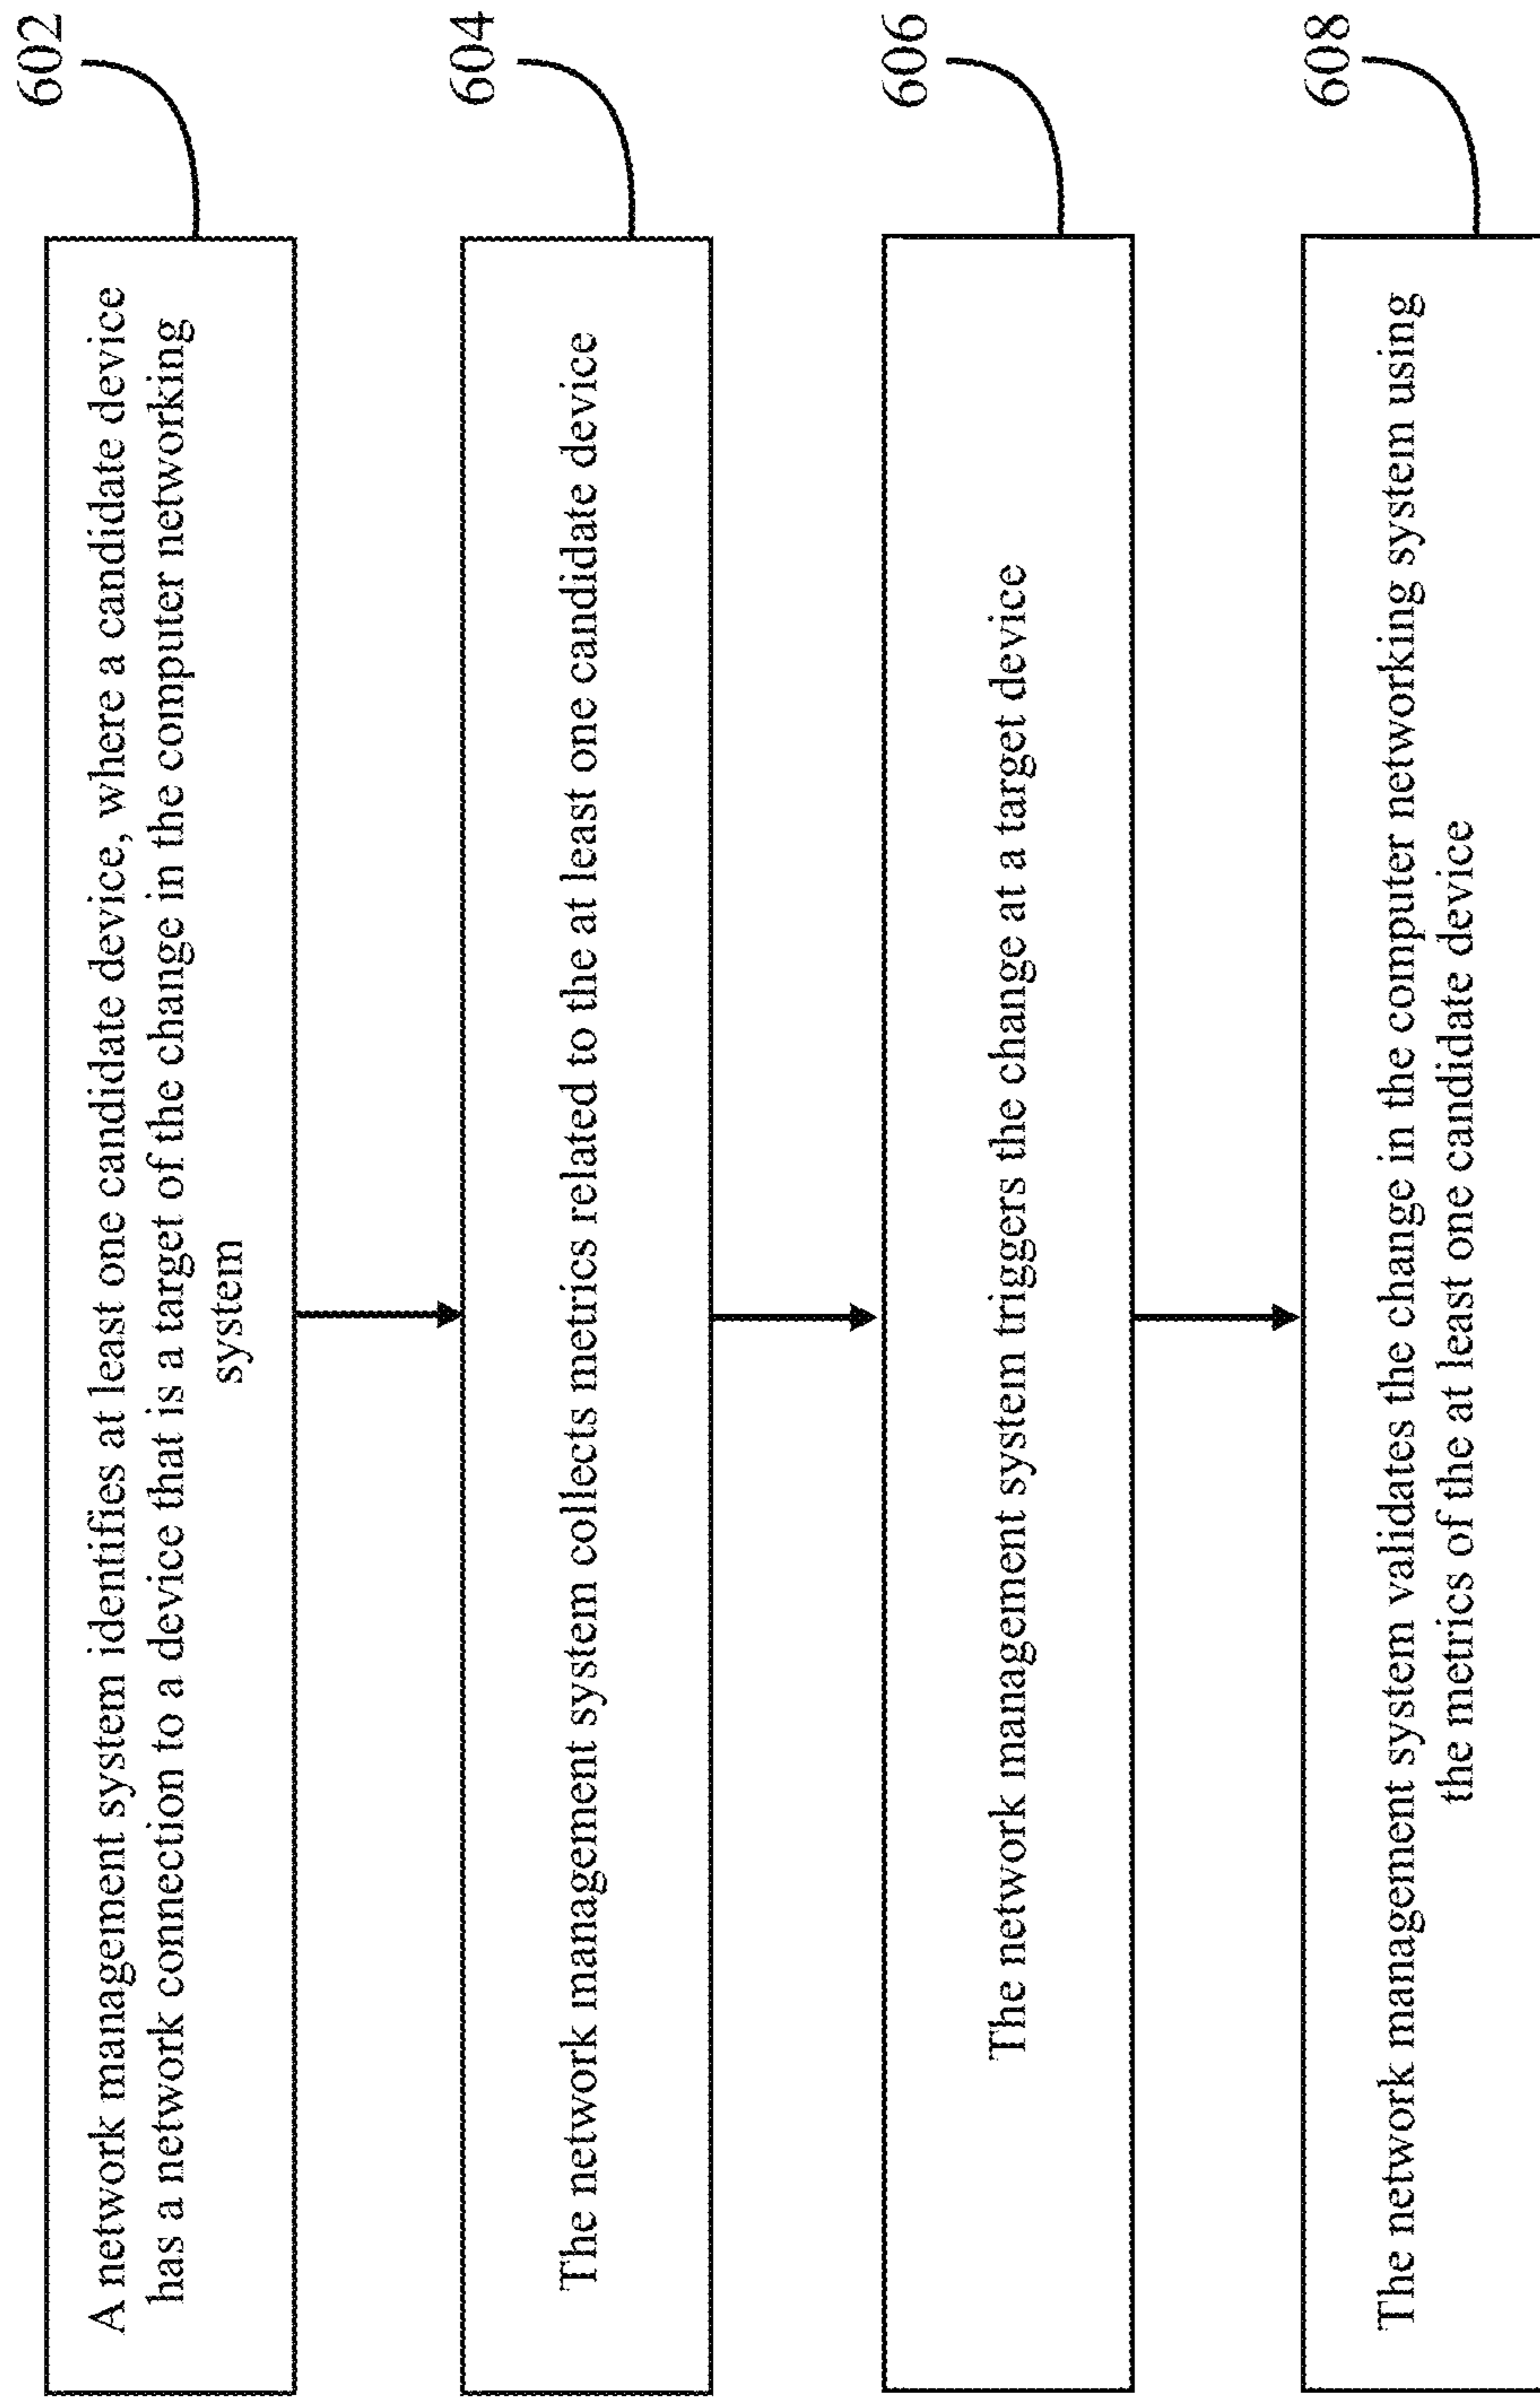 602
A network management system identifies at least one candidate device, where a candidate device
has a network connection to a device that is a target of the change in the computer networking
system
604
The network management system collects metrics related to the at least one candidate device
606
The network management system triggers the change at a target device
608
The network management system validates the change in the computer networking system using
the metrics of the at least one candidate device